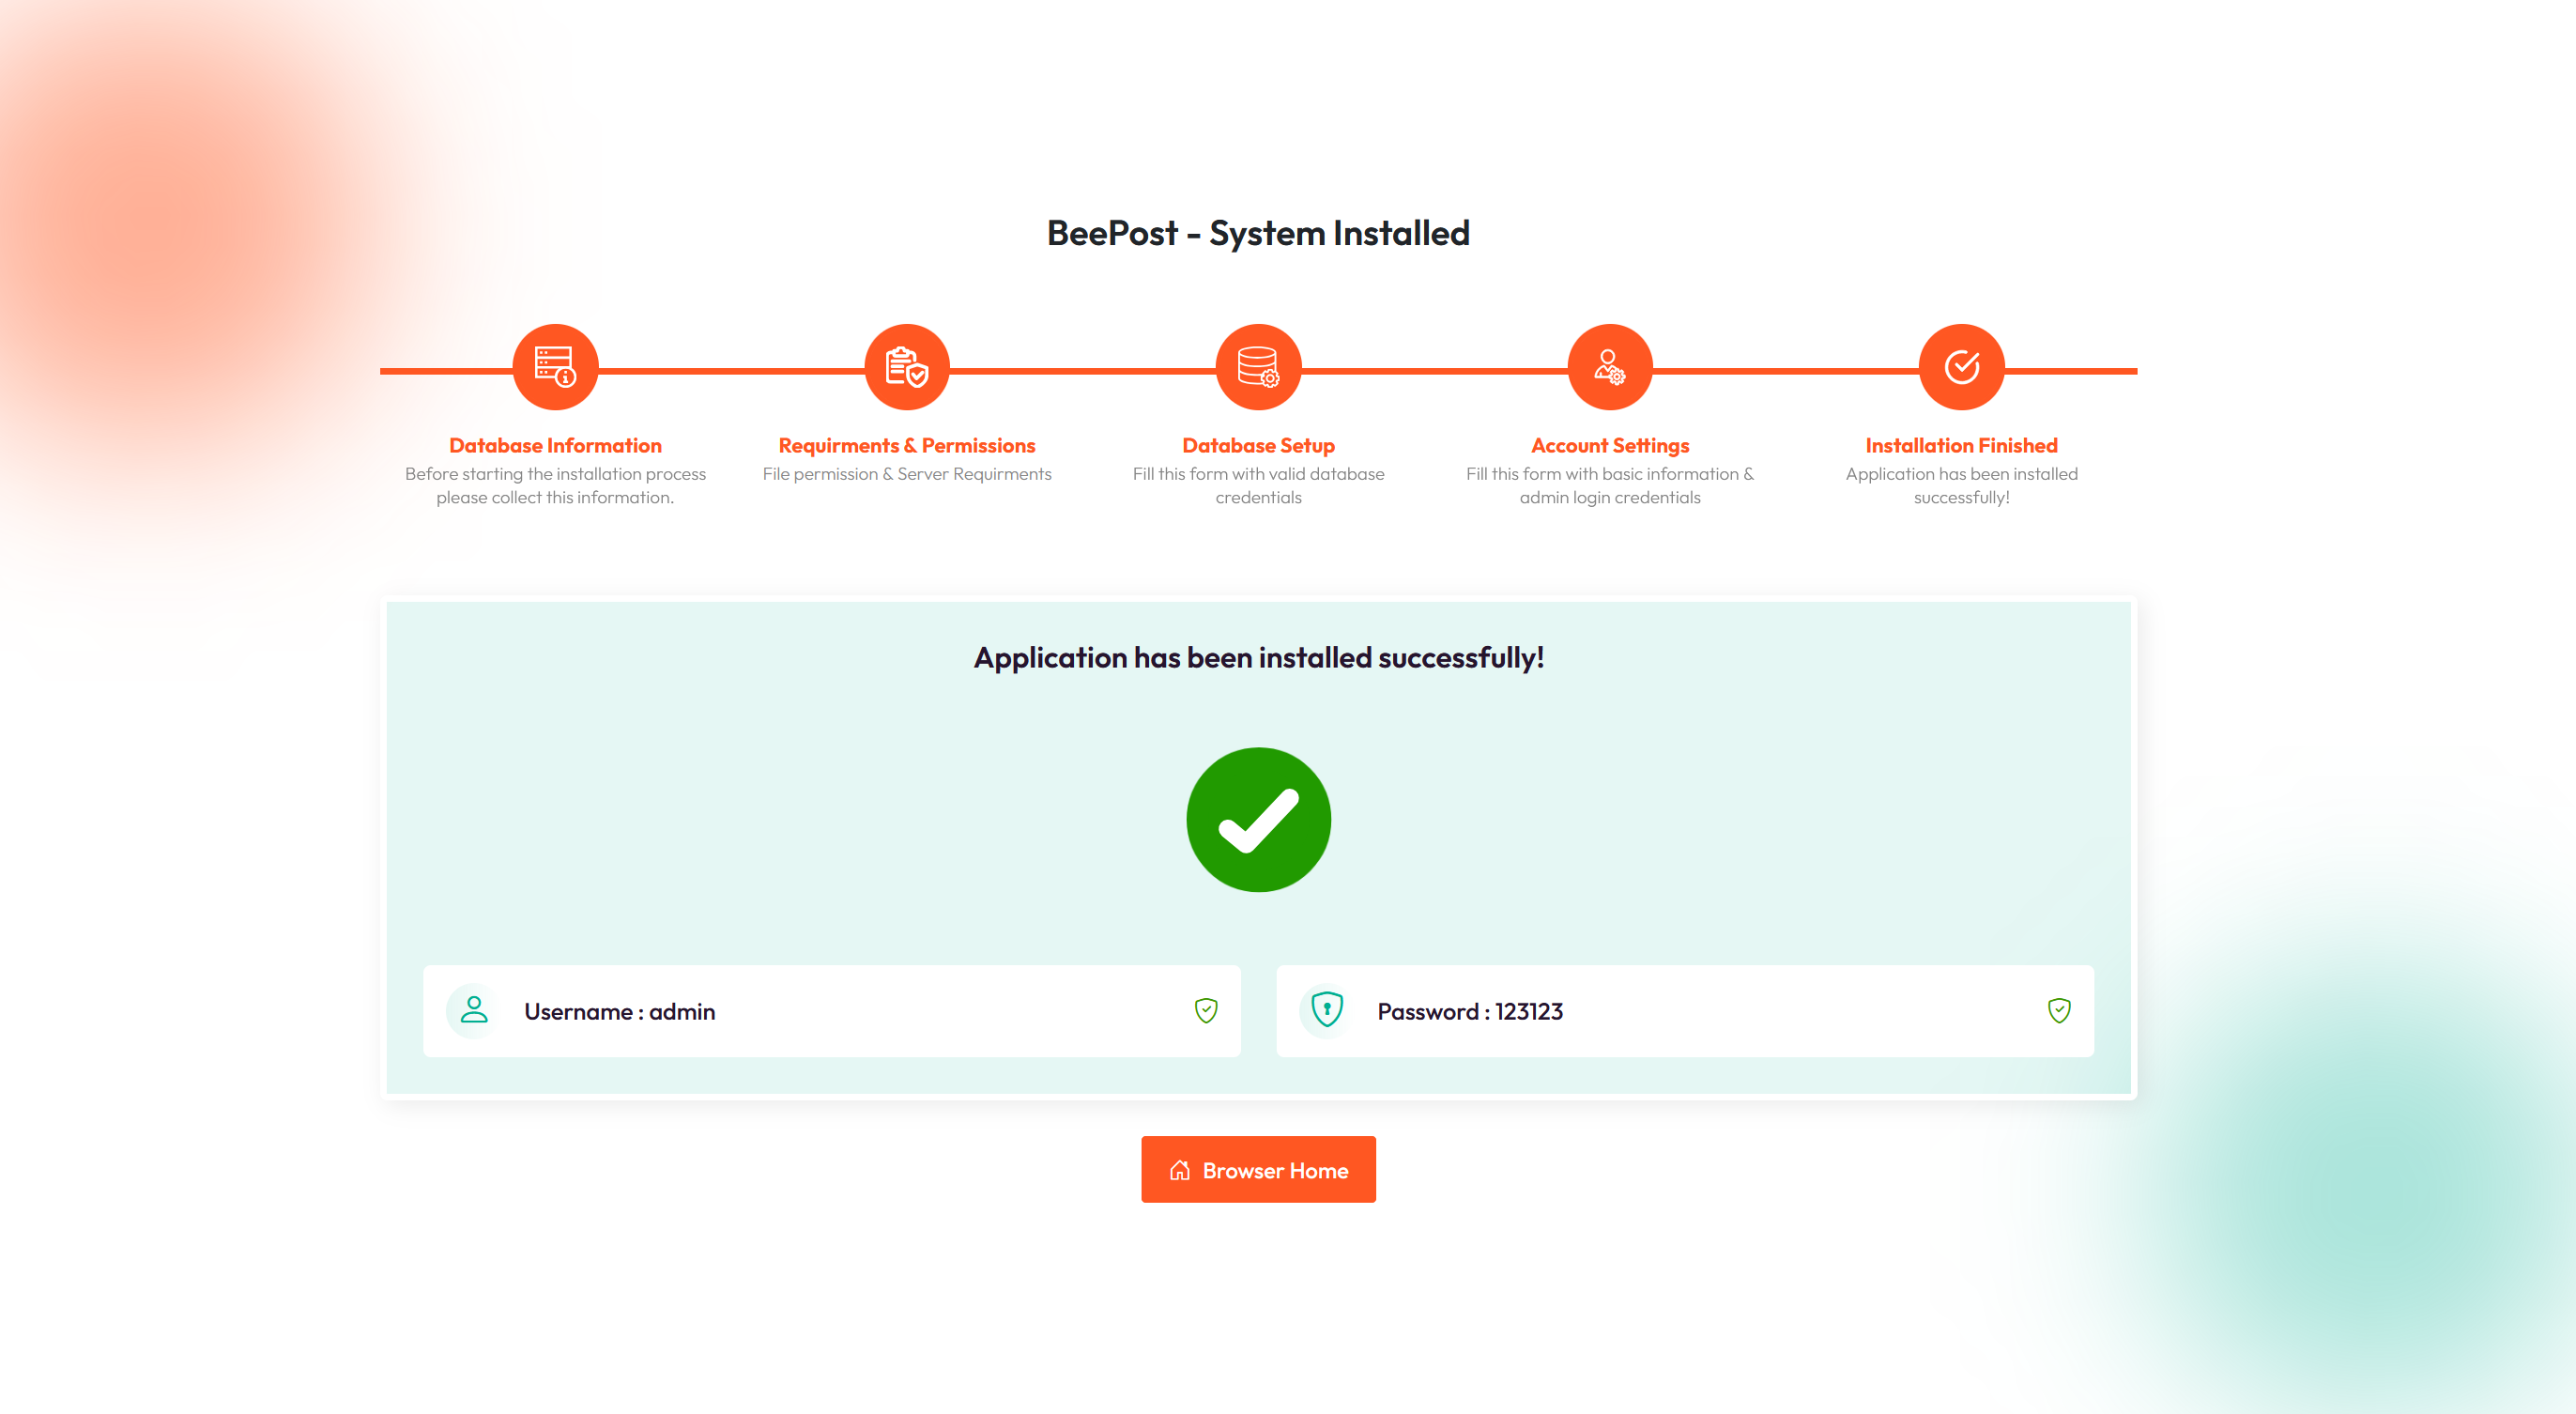 BeePost - System Installed
Database Information
Before starting the installation process
please collect this information.
Requirments & Permissions
File permission & Server Requirments
Database Setup
Fill this form with valid database
credentials
Account Settings
Fill this form with basic information &
admin login credentials
Installation Finished
Application has been installed
successfully!
Application has been installed successfully!
Username : admin
Password : 123123
Browser Home